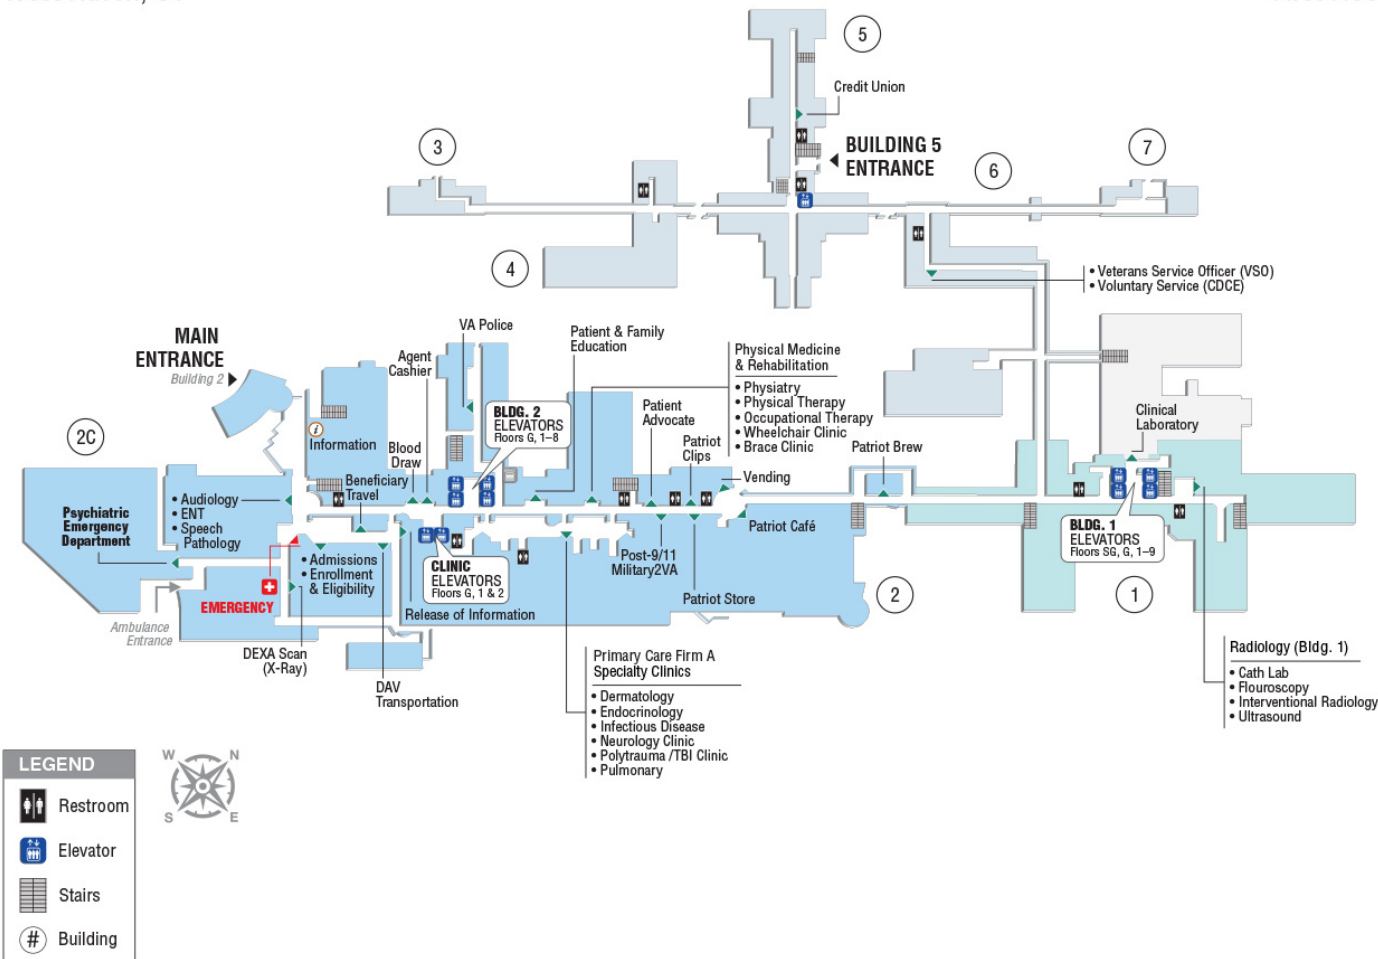 5
Credit Union
3
BUILDING 5
ENTRANCE
6
7
4
• Veterans Service Officer (VSO)
• Voluntary Service (CDCE)
MAIN
ENTRANCE
Building 2
VA Police
Agent
Cashier
Patient & Family
Education
Physical Medicine
& Rehabilitation
• Physiatry
• Physical Therapy
• Occupational Therapy
• Wheelchair Clinic
• Brace Clinic
BLDG. 2
ELEVATORS
Floors G, 1–8
Patient
Advocate
Patriot
Clips
Patriot Brew
Clinical
Laboratory
2C
i
Information
Blood
Draw
Beneficiary
Travel
Vending
• Audiology
• ENT
• Speech
Pathology
Psychiatric
Emergency
Department
Patriot Café
BLDG. 1
ELEVATORS
Floors SG, G, 1–9
• Admissions
• Enrollment
& Eligibility
CLINIC
ELEVATORS
Floors G, 1 & 2
Post-9/11
Military2VA
Patriot Store
2
1
EMERGENCY
Release of Information
Ambulance
Entrance
DEXA Scan
(X-Ray)
DAV
Transportation
Primary Care Firm A
Specialty Clinics
• Dermatology
• Endocrinology
• Infectious Disease
• Neurology Clinic
• Polytrauma /TBI Clinic
• Pulmonary
Radiology (Bldg. 1)
• Cath Lab
• Flouroscopy
• Interventional Radiology
• Ultrasound
LEGEND
Restroom
Elevator
Stairs
# Building
W N
S E